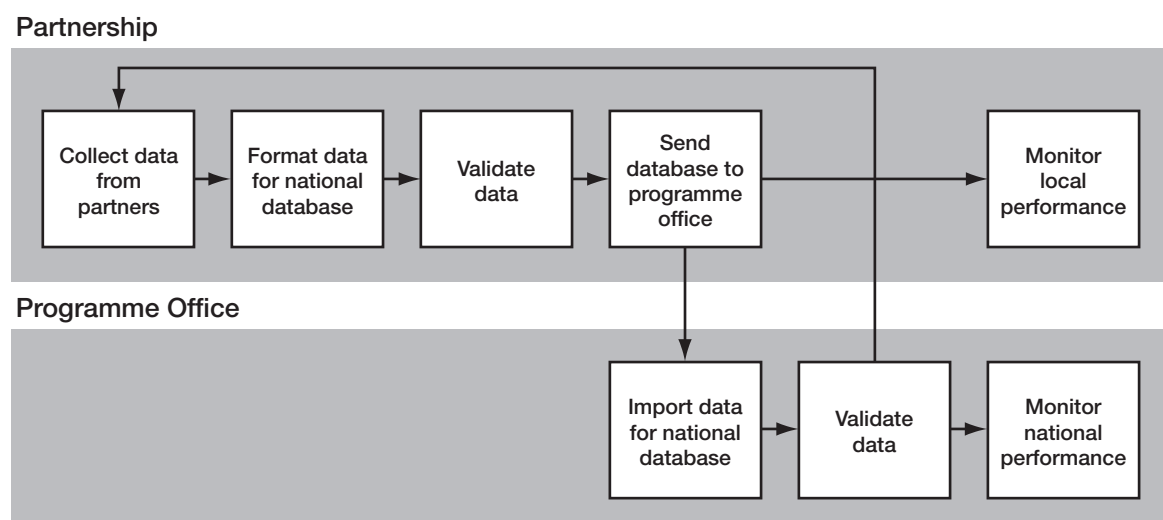 Partnership
Collect data
from
partners
Format data
for national
database
Validate
data
Send
database to
programme
office
Monitor
local
performance
Programme Office
Import data
for national
database
Validate
data
Monitor
national
performance